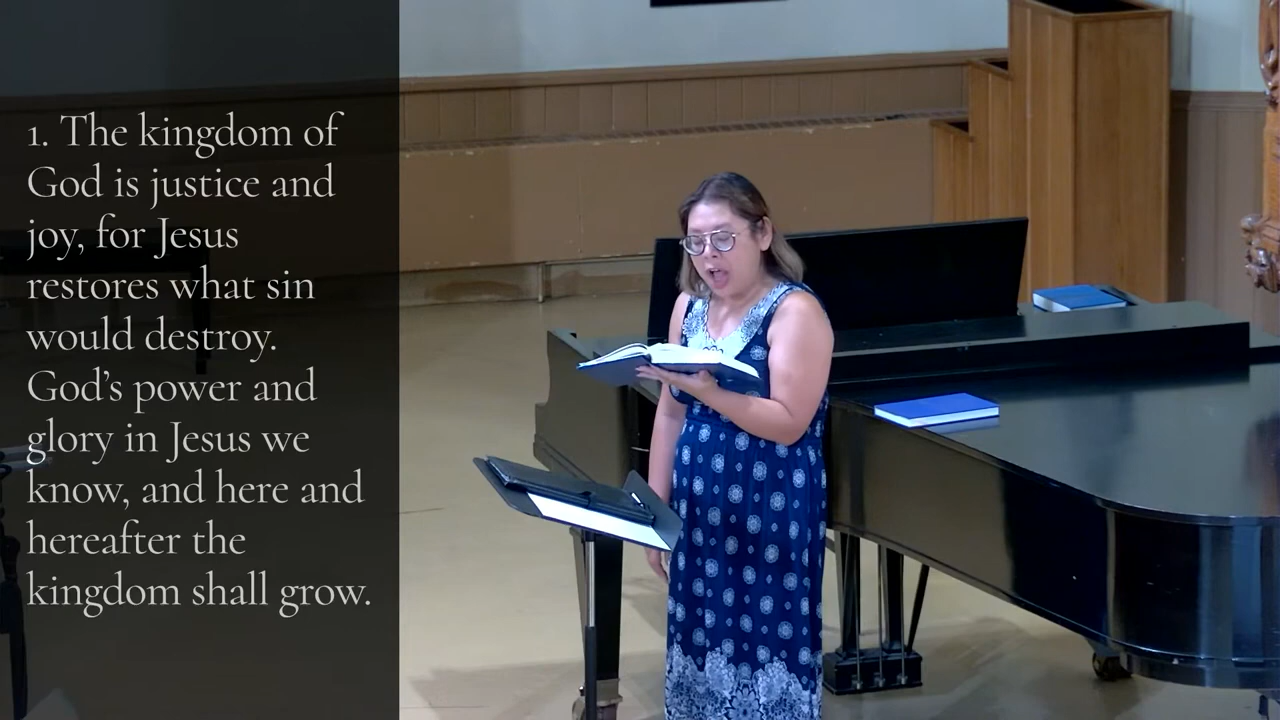 1. The kingdom of
God is justice and
joy, for Jesus
restores what sin
would destroy.
God’s power and
glory in Jesus we
know, and here and
hereafter the
kingdom shall grow.